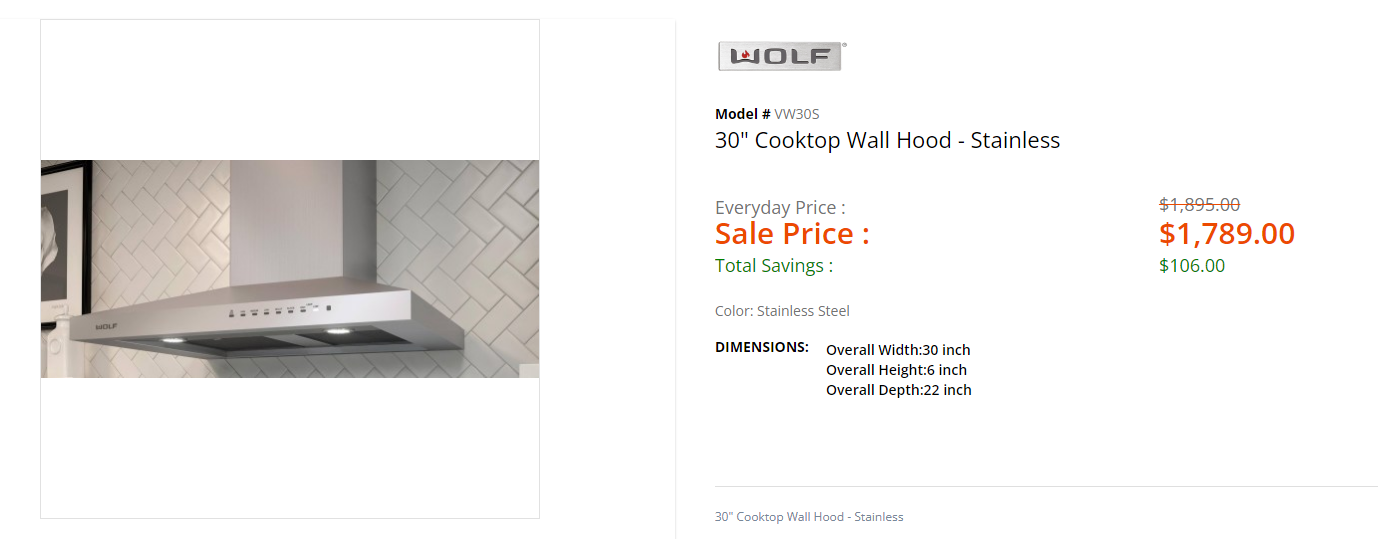 WOLF
WOLF®
Model # VW30S
30" Cooktop Wall Hood - Stainless
Everyday Price : $1,895.00
Sale Price : $1,789.00
Total Savings : $106.00
Color: Stainless Steel
DIMENSIONS: Overall Width:30 inch
Overall Height:6 inch
Overall Depth:22 inch
30" Cooktop Wall Hood - Stainless